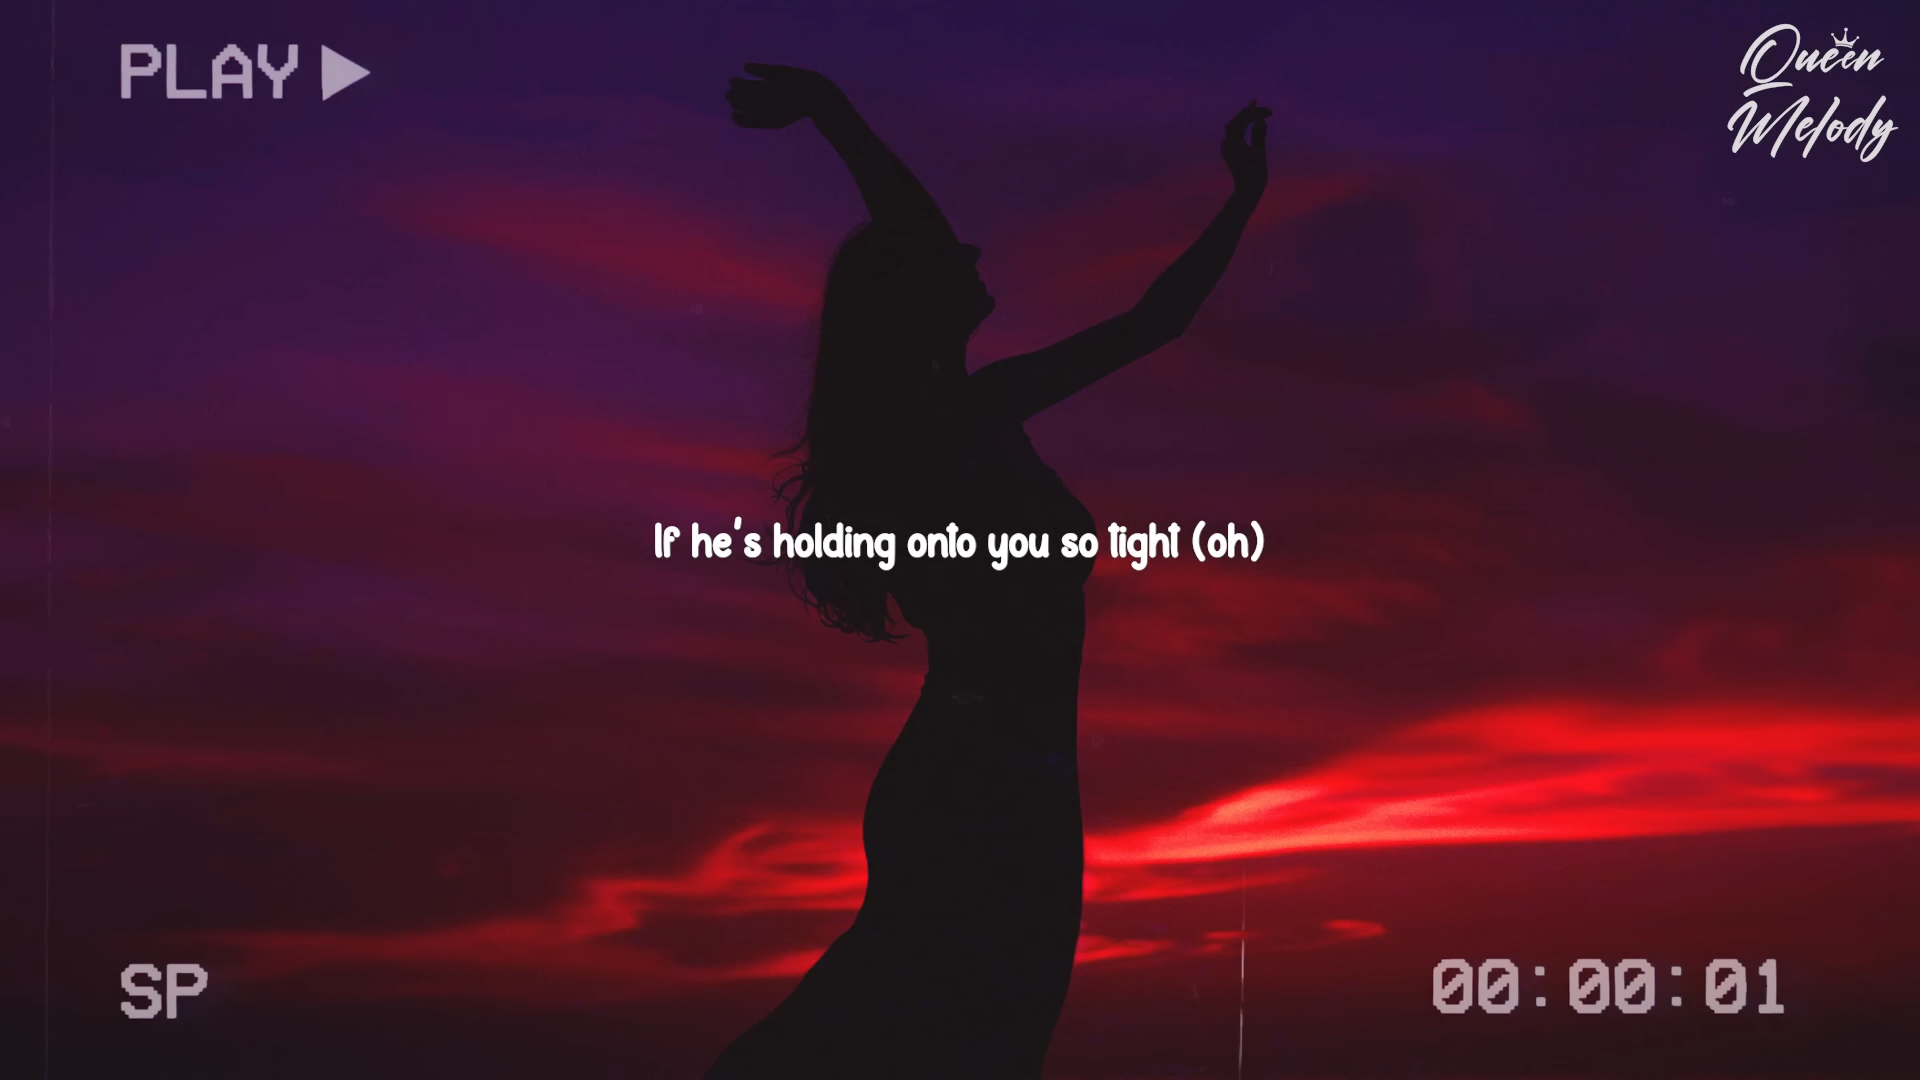 PLAY
Queen
Melody
If he's holding onto you so tight (oh)
SP
00:00:01